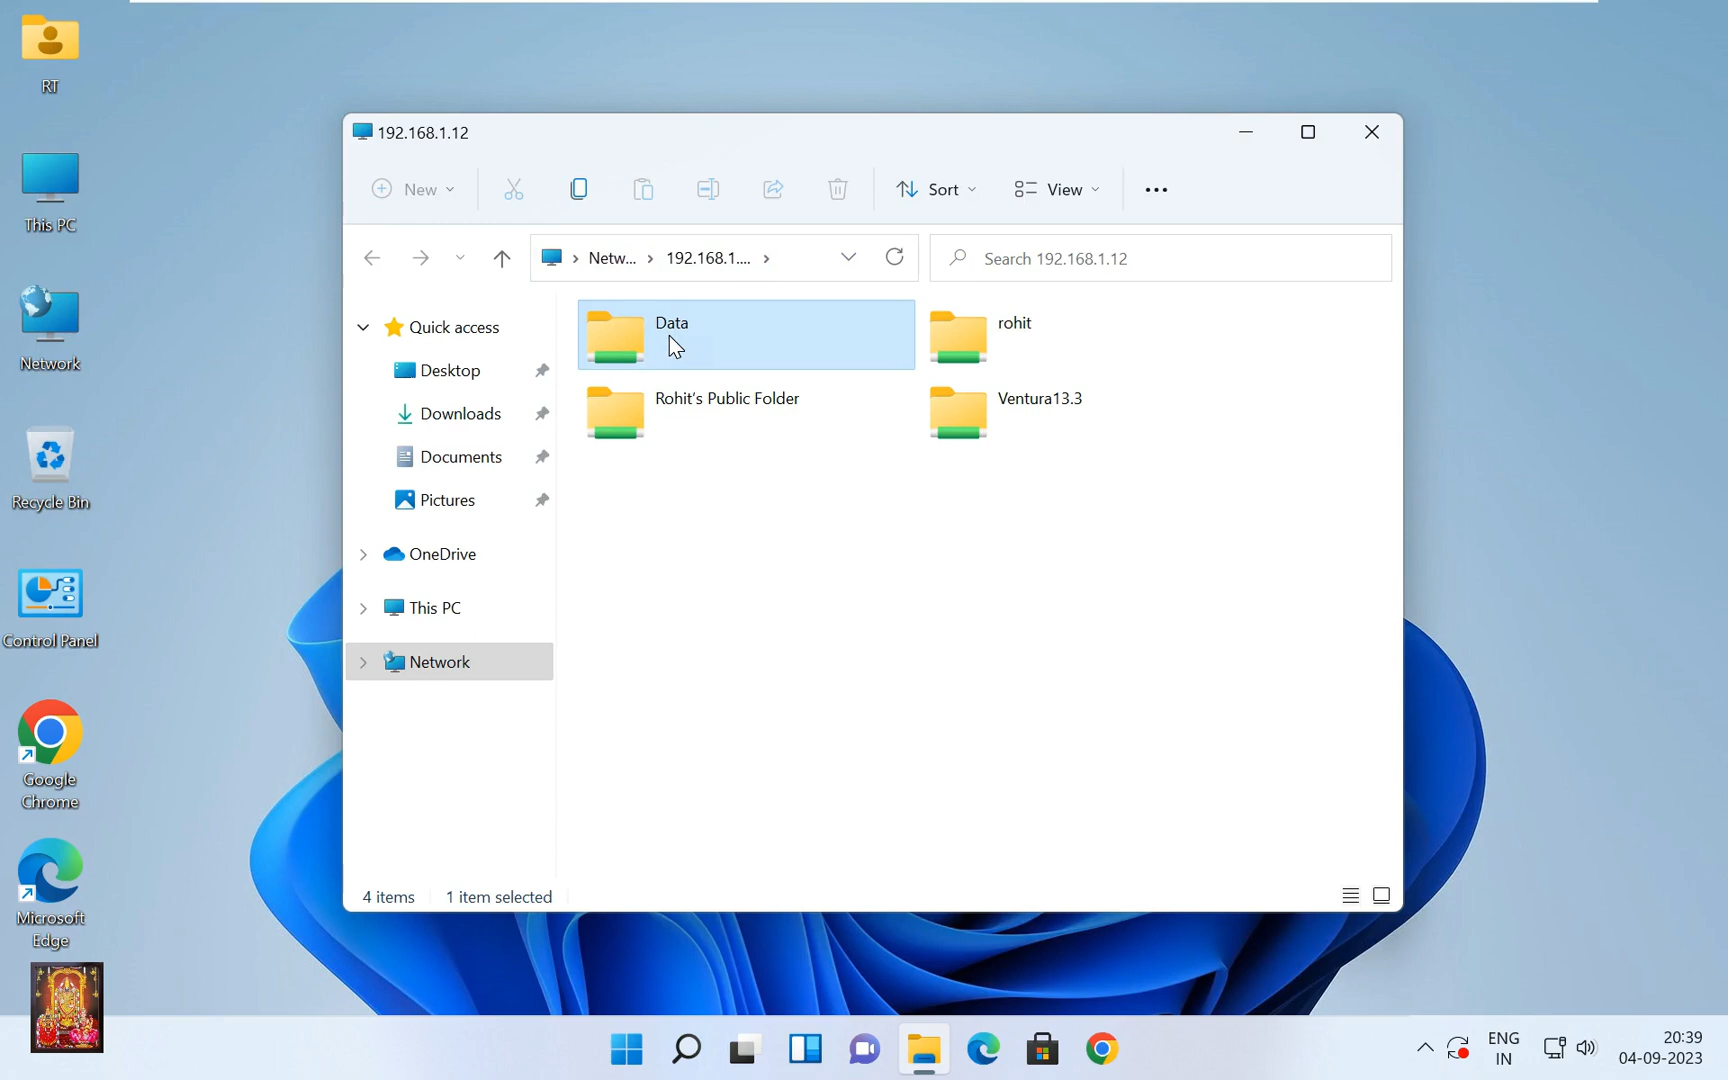 RT
This PC
Network
Recycle Bin
Control Panel
Google
Chrome
Microsoft
Edge
192.168.1.12
New
Sort
View
Netw...
192.168.1....
Search 192.168.1.12
Quick access
Desktop
Downloads
Documents
Pictures
OneDrive
This PC
Network
Data
rohit
Rohit’s Public Folder
Ventura13.3
4 items
1 item selected
ENG
IN
20:39
04-09-2023